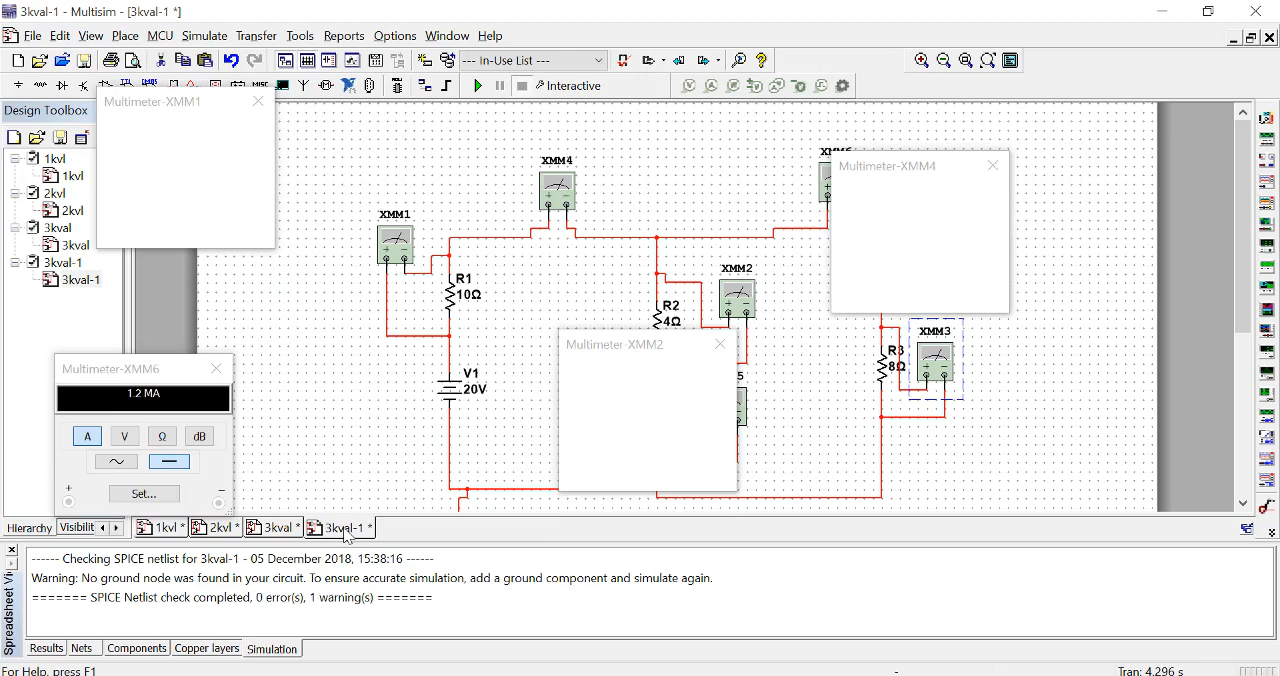 3kval-1 - Multisim - [3kval-1 *]
File Edit View Place MCU Simulate Transfer Tools Reports Options Window Help
--- In-Use List ---
Interactive
Design Toolbox
1kvl
1kvl
2kvl
2kvl
3kval
3kval
3kval-1
3kval-1
Multimeter-XMM1
Multimeter-XMM4
Multimeter-XMM2
Multimeter-XMM6
1.2 MA
A V Ω dB
+ Set... -
XMM4
XMM1
R1
10Ω
XMM2
R2
4Ω
XMM3
R3
8Ω
V1
20V
5
Hierarchy Visibilit 1kvl * 2kvl * 3kval * 3kval-1 *
------ Checking SPICE netlist for 3kval-1 - 05 December 2018, 15:38:16 ------
Warning: No ground node was found in your circuit. To ensure accurate simulation, add a ground component and simulate again.
======= SPICE Netlist check completed, 0 error(s), 1 warning(s) =======
Spreadsheet Vi
Results Nets Components Copper layers Simulation
For Help, press F1
- Tran: 4.296 s